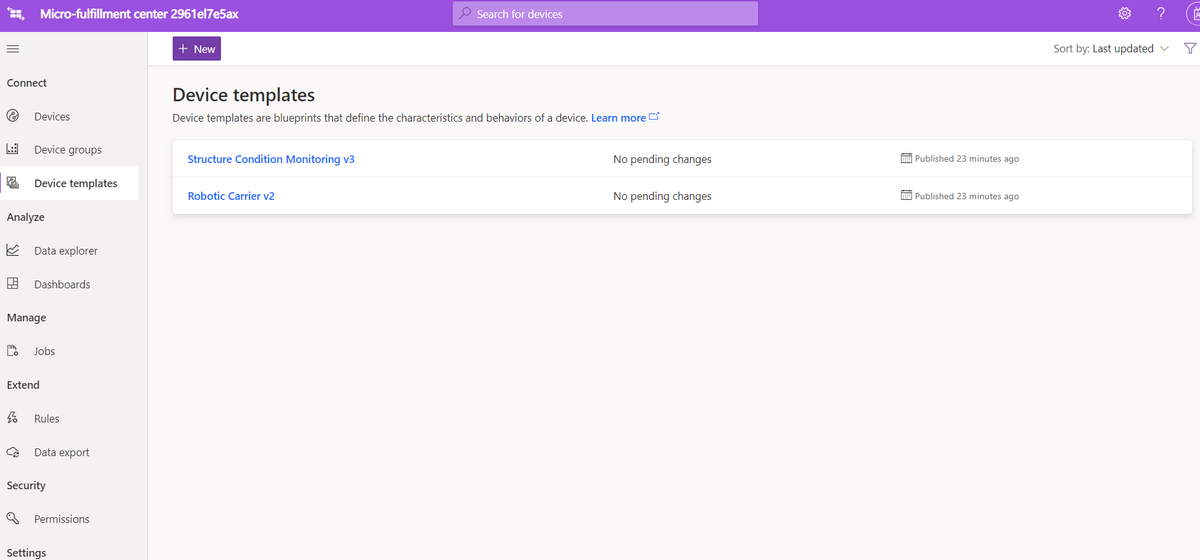 Micro-fulfillment center 2961el7e5ax
Search for devices
?
+ New
Sort by: Last updated
Connect
Devices
Device groups
Device templates
Analyze
Data explorer
Dashboards
Manage
Jobs
Extend
Rules
Data export
Security
Permissions
Settings
Device templates
Device templates are blueprints that define the characteristics and behaviors of a device. Learn more
Structure Condition Monitoring v3 No pending changes Published 23 minutes ago
Robotic Carrier v2 No pending changes Published 23 minutes ago